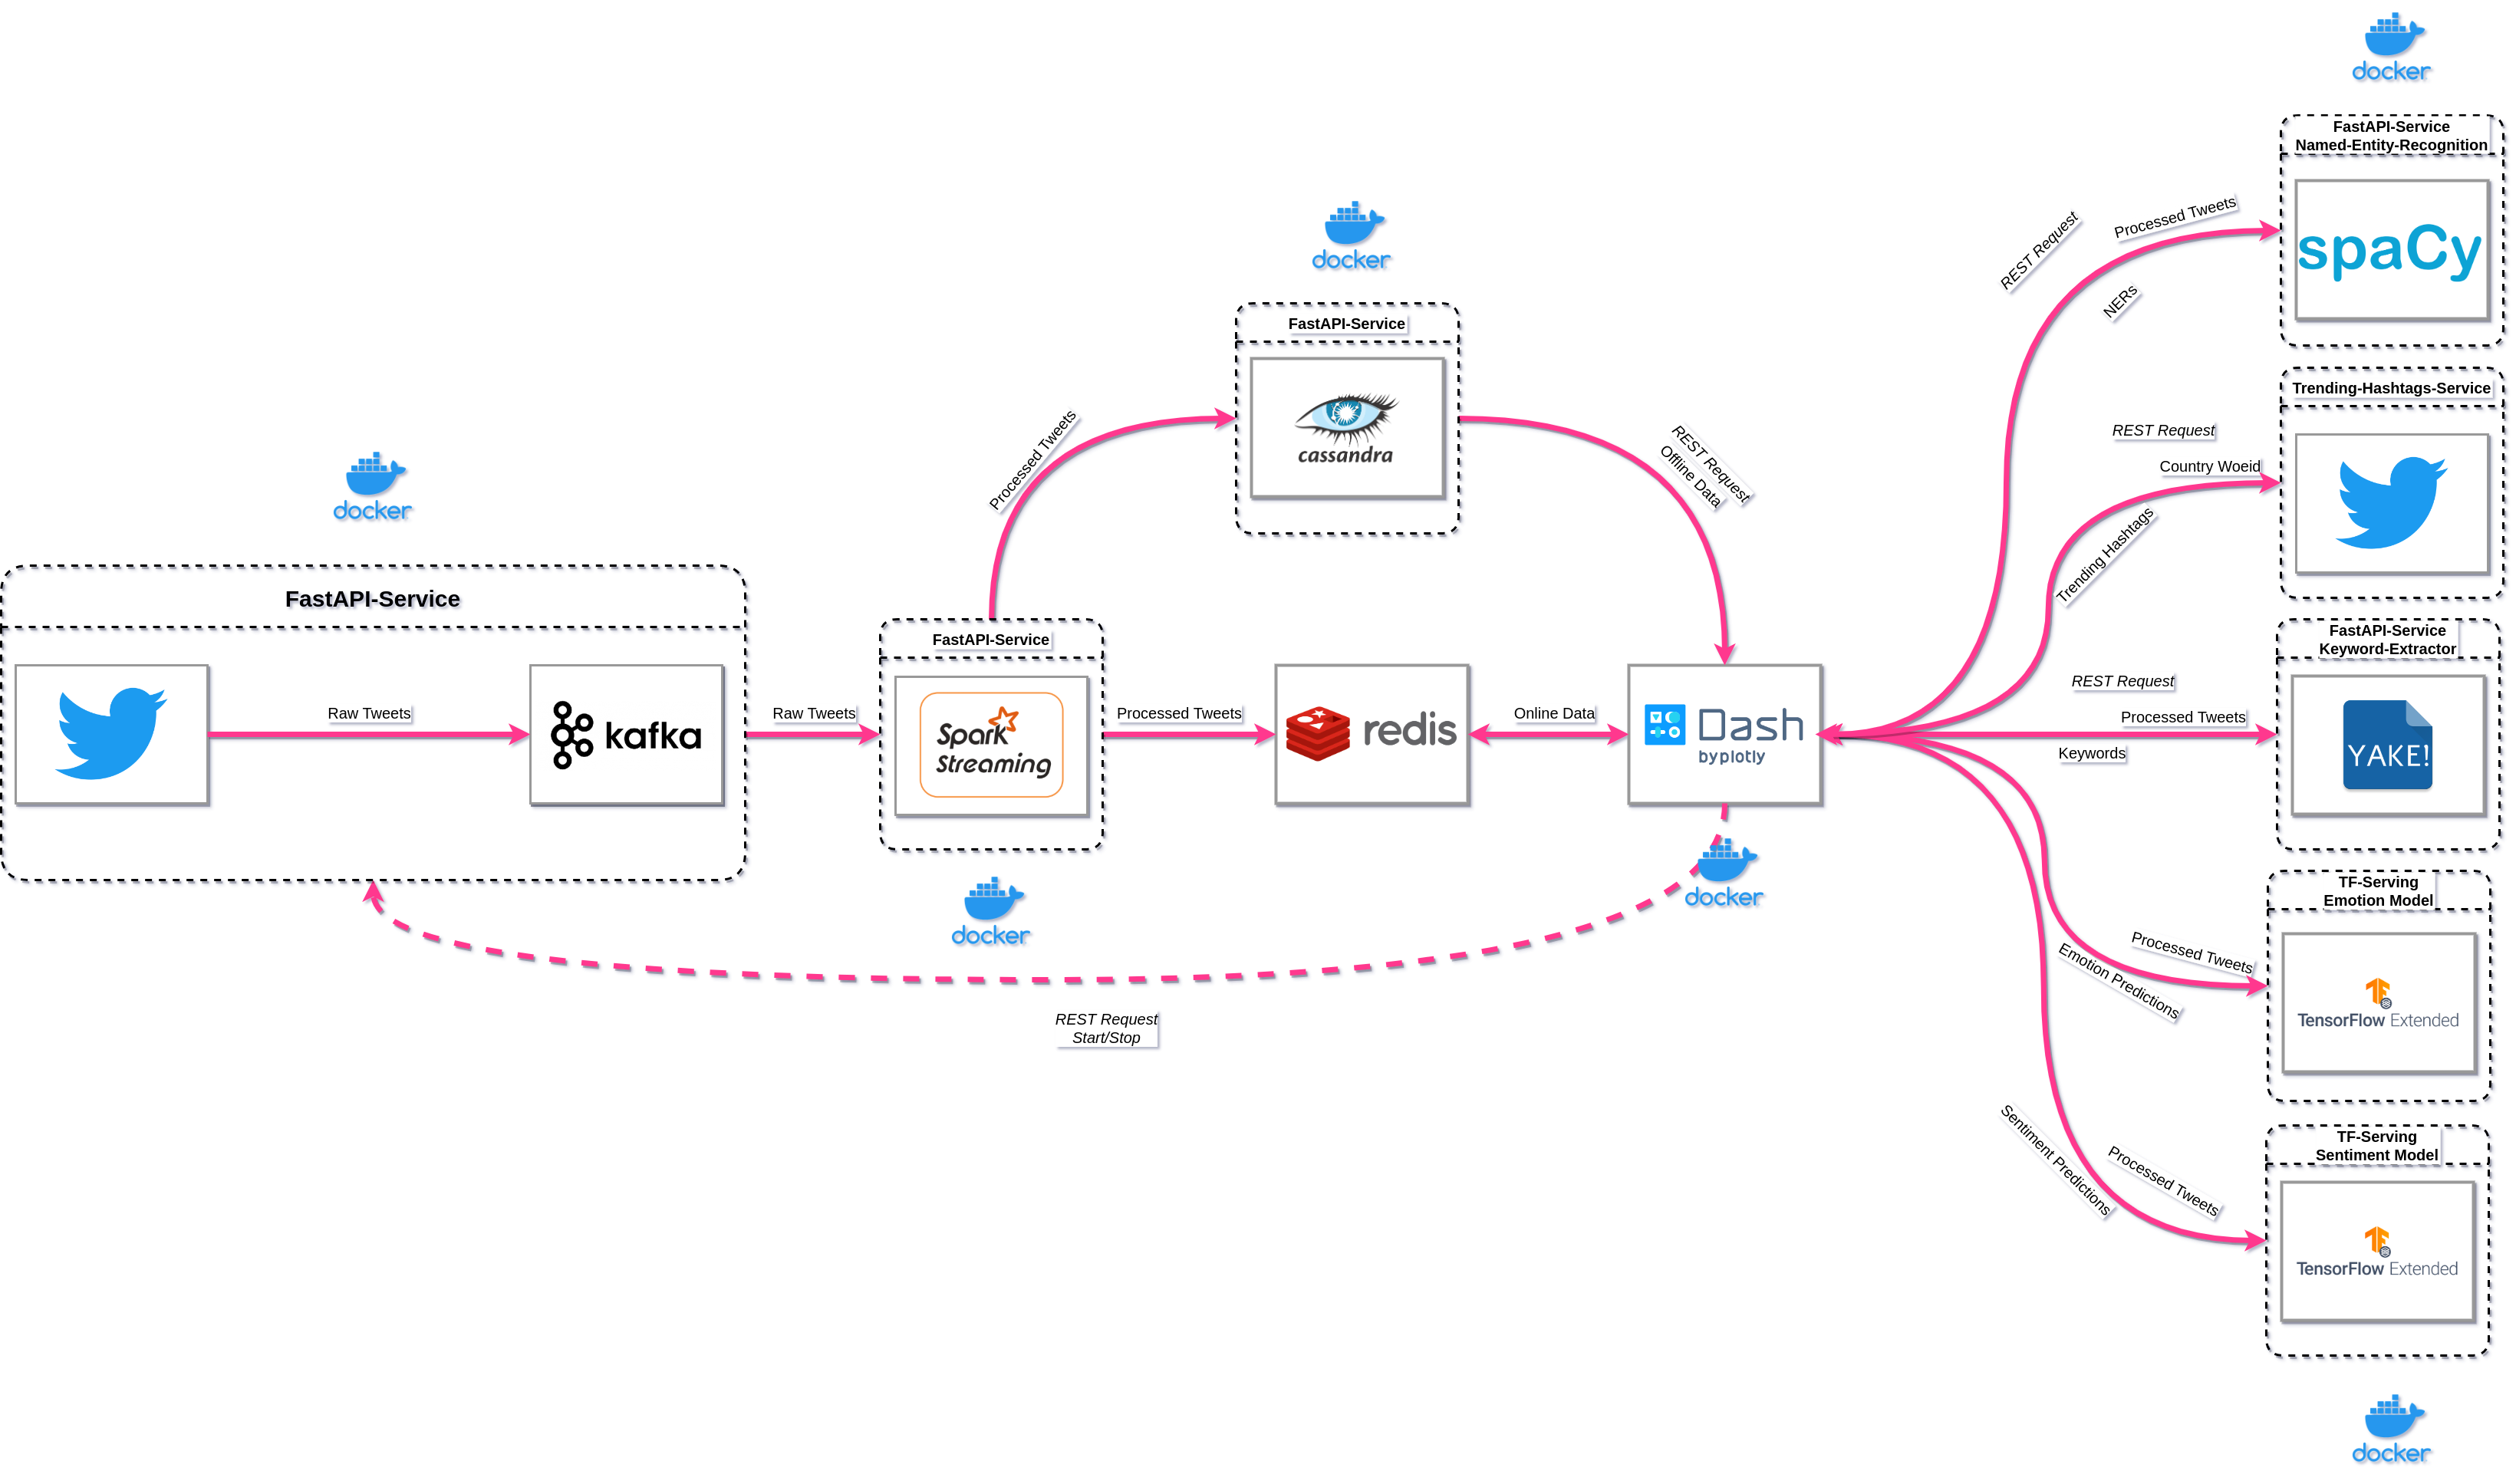 docker
FastAPI-Service
Raw Tweets
kafka
Raw Tweets
FastAPI-Service
Spark
Streaming
docker
Processed Tweets
docker
FastAPI-Service
cassandra
REST Request
Offline Data
Processed Tweets
redis
Online Data
Dash
byplotly
docker
REST Request
Start/Stop
docker
FastAPI-Service
Named-Entity-Recognition
spaCy
REST Request
Processed Tweets
NERs
Trending-Hashtags-Service
REST Request
Country Woeid
Trending Hashtags
FastAPI-Service
Keyword-Extractor
YAKE!
REST Request
Processed Tweets
Keywords
TF-Serving
Emotion Model
TensorFlow Extended
Processed Tweets
Emotion Predictions
TF-Serving
Sentiment Model
TensorFlow Extended
Processed Tweets
Sentiment Predictions
docker